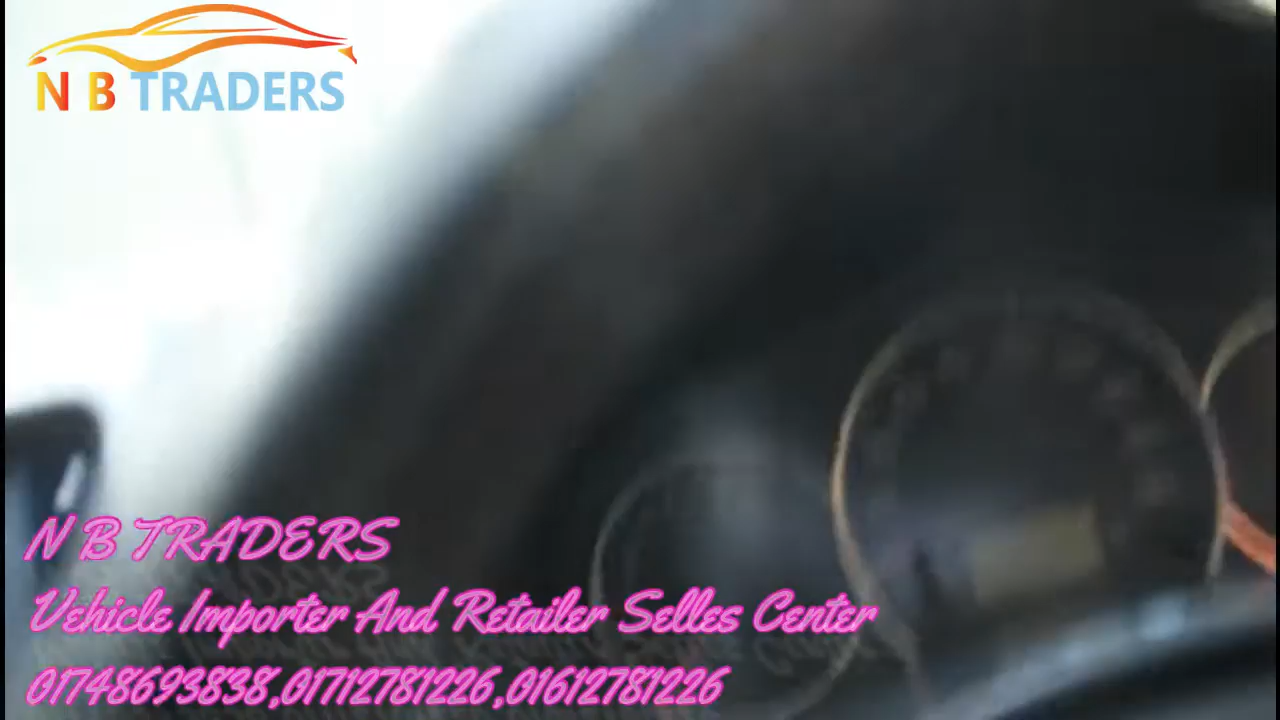 N B TRADERS
N B TRADERS
Vehicle Importer And Retailer Selles Center
01748693838,01712781226,01612781226